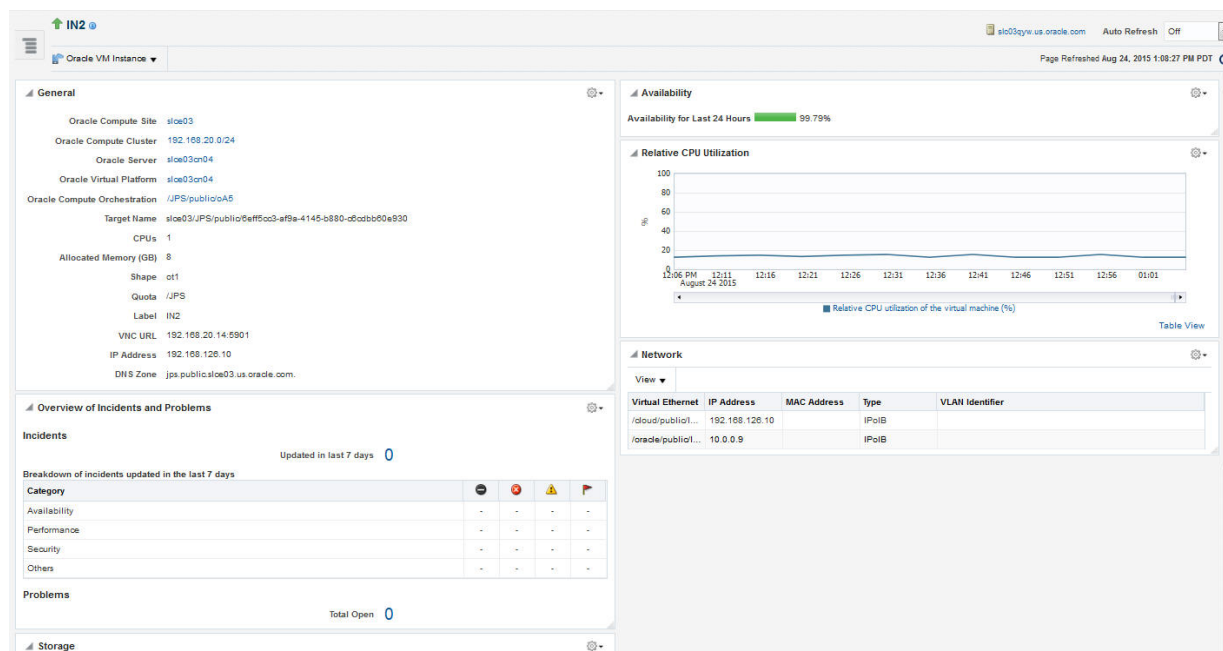 IN2
slc03qyw.us.oracle.com Auto Refresh Off
Oracle VM Instance
Page Refreshed Aug 24, 2015 1:08:27 PM PDT
General
Oracle Compute Site slce03
Oracle Compute Cluster 192.168.20.0/24
Oracle Server slce03cn04
Oracle Virtual Platform slce03cn04
Oracle Compute Orchestration /JPS/public/oA5
Target Name slce03/JPS/public/6eff5cc3-af9a-4145-b880-c6cdbb60e930
CPUs 1
Allocated Memory (GB) 8
Shape ot1
Quota /JPS
Label IN2
VNC URL 192.168.20.14:5901
IP Address 192.168.126.10
DNS Zone jps.public.slce03.us.oracle.com.
Overview of Incidents and Problems
Incidents
Updated in last 7 days 0
Breakdown of incidents updated in the last 7 days
Category
Availability - - - -
Performance - - - -
Security - - - -
Others - - - -
Problems
Total Open 0
Storage
Availability
Availability for Last 24 Hours 99.79%
Relative CPU Utilization
100
80
60
40
20
0
%
12:06 PM 12:11 12:16 12:21 12:26 12:31 12:36 12:41 12:46 12:51 12:56 01:01
August 24 2015
Relative CPU utilization of the virtual machine (%)
Table View
Network
View
Virtual Ethernet IP Address MAC Address Type VLAN Identifier
/cloud/public/I... 192.168.126.10 IPoIB
/oracle/public/I... 10.0.0.9 IPoIB